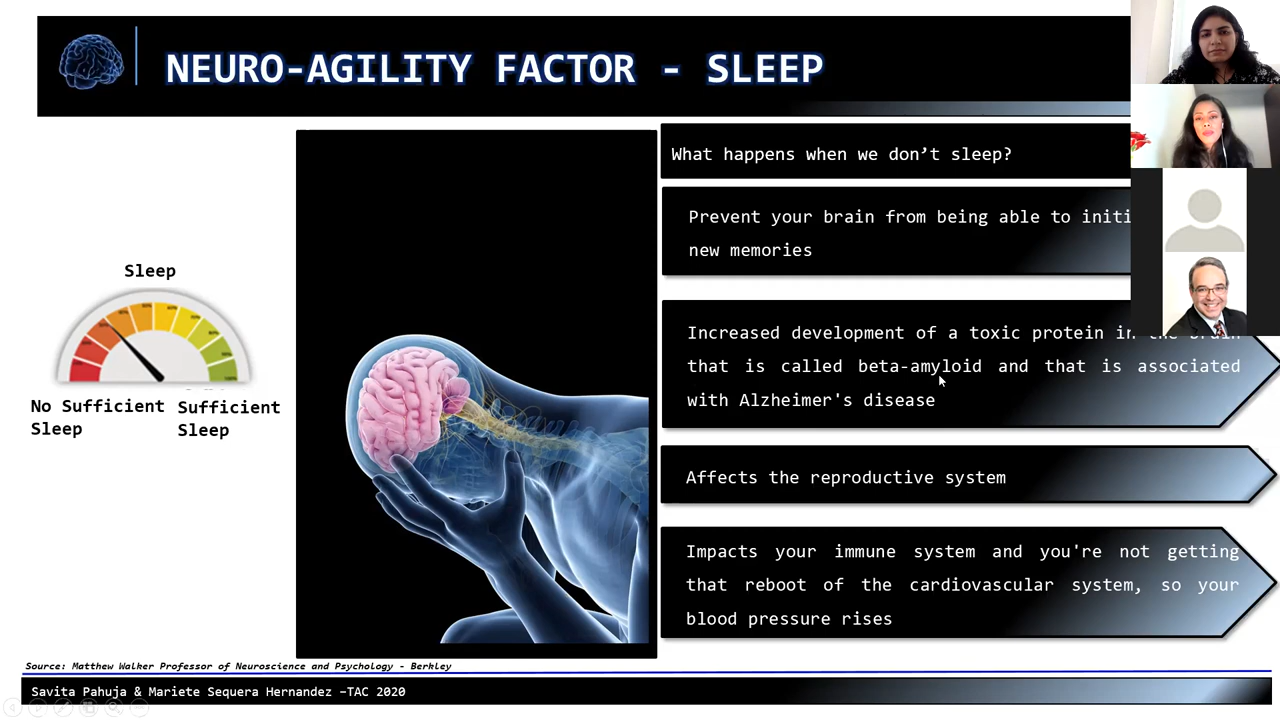 NEURO-AGILITY FACTOR - SLEEP
What happens when we don’t sleep?
Prevent your brain from being able to initi
new memories
Increased development of a toxic protein in the brain
that is called beta-amyloid and that is associated
with Alzheimer's disease
Affects the reproductive system
Impacts your immune system and you're not getting
that reboot of the cardiovascular system, so your
blood pressure rises
Sleep
No Sufficient
Sleep
Sufficient
Sleep
Source: Matthew Walker Professor of Neuroscience and Psychology - Berkley
Savita Pahuja & Mariete Sequera Hernandez –TAC 2020